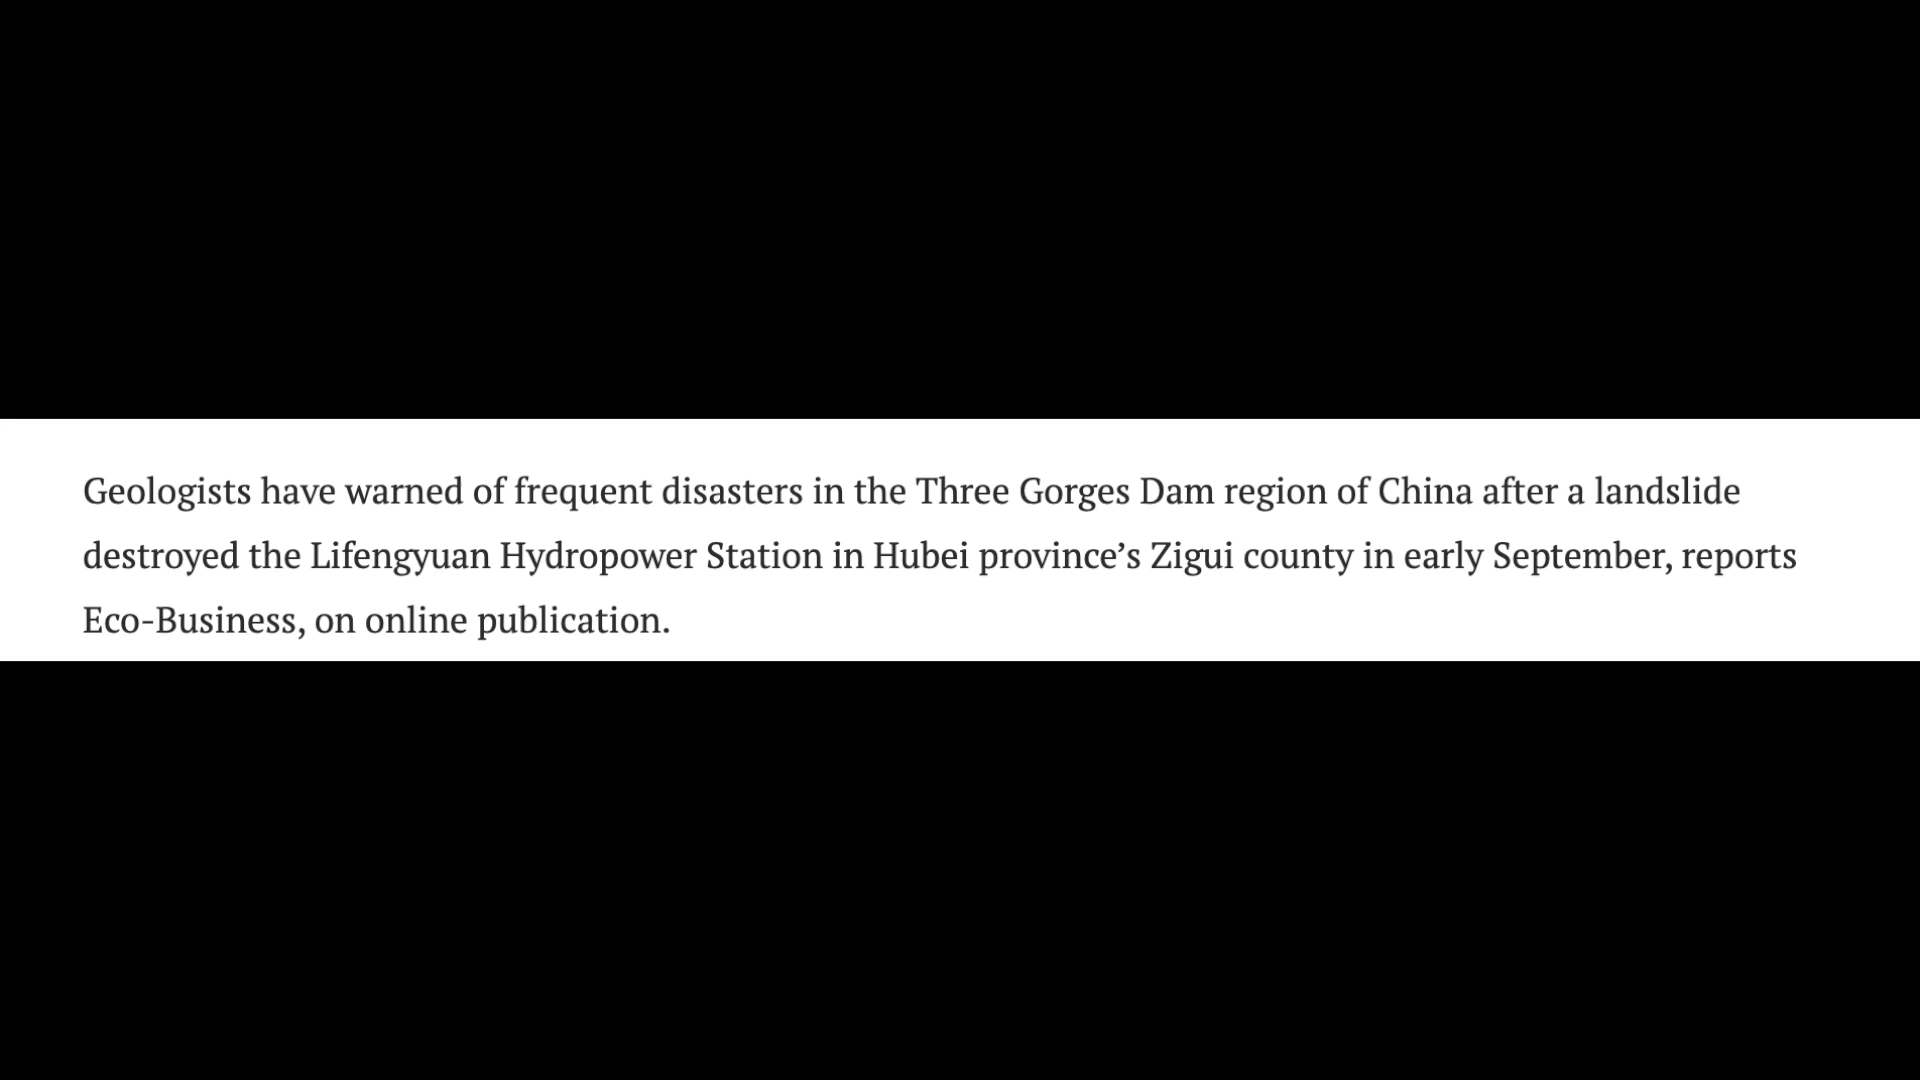 Geologists have warned of frequent disasters in the Three Gorges Dam region of China after a landslide
destroyed the Lifengyuan Hydropower Station in Hubei province’s Zigui county in early September, reports
Eco-Business, on online publication.